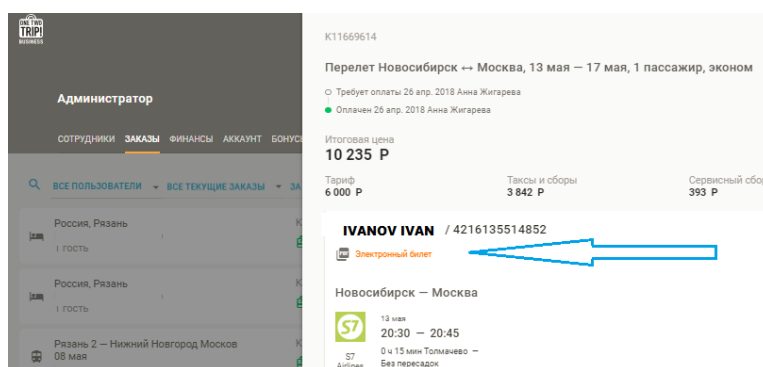 ONE TWO
TRIP!
BUSINESS
Администратор
СОТРУДНИКИ ЗАКАЗЫ ФИНАНСЫ АККАУНТ БОНУСЫ
ВСЕ ПОЛЬЗОВАТЕЛИ ВСЕ ТЕКУЩИЕ ЗАКАЗЫ ЗА
Россия, Рязань К
1 ГОСТЬ
Россия, Рязань К
1 ГОСТЬ
Рязань 2 — Нижний Новгород Москов К
08 мая
K11669614
Перелет Новосибирск ↔ Москва, 13 мая — 17 мая, 1 пассажир, эконом
Требует оплаты 26 апр. 2018 Анна Жигарева
Оплачен 26 апр. 2018 Анна Жигарева
Итоговая цена
10 235 Р
Тариф Таксы и сборы Сервисный сбо
6 000 Р 3 842 Р 393 Р
IVANOV IVAN / 4216135514852
PDF Электронный билет
Новосибирск — Москва
S7
13 мая
20:30 — 20:45
S7 0 ч 15 мин Толмачево —
Airlines Без пересадок